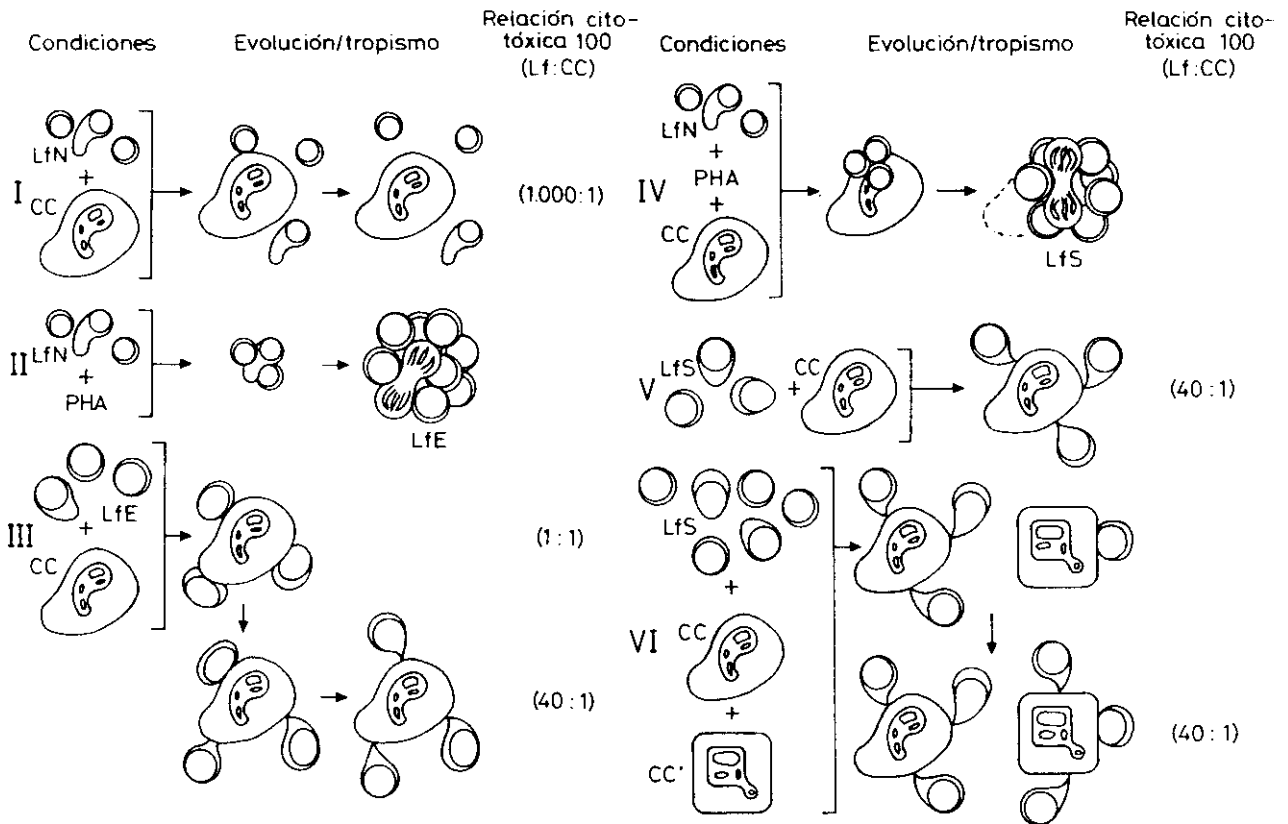 Condiciones
Evolución/tropismo
Relación cito-
tóxica 100
(Lf:CC)
I
LfN
+
CC
(1.000:1)
II
LfN
+
PHA
LfE
III
LfE
+
CC
(1:1)
(40:1)
Condiciones
Evolución/tropismo
Relación cito-
tóxica 100
(Lf:CC)
IV
LfN
+
PHA
+
CC
LfS
V
LfS
+
CC
(40:1)
VI
LfS
+
CC
+
CC'
(40:1)